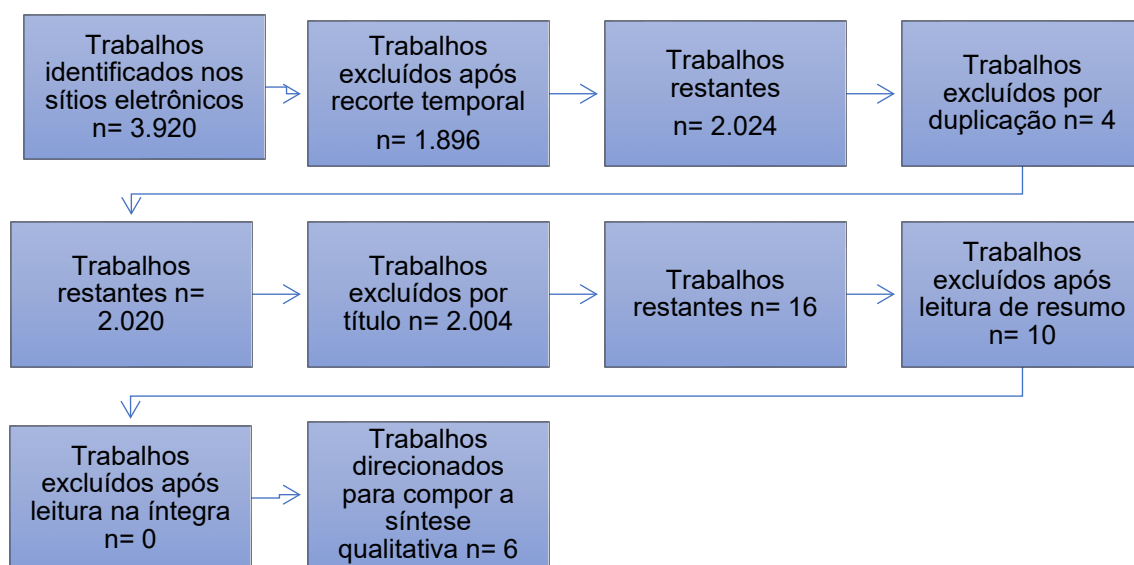 Trabalhos
identificados nos
sítios eletrônicos
n= 3.920
Trabalhos
excluídos após
recorte temporal
n= 1.896
Trabalhos
restantes
n= 2.024
Trabalhos
excluídos por
duplicação n= 4
Trabalhos
restantes n=
2.020
Trabalhos
excluídos por
título n= 2.004
Trabalhos
restantes n= 16
Trabalhos
excluídos após
leitura de resumo
n= 10
Trabalhos
excluídos após
leitura na íntegra
n= 0
Trabalhos
direcionados
para compor a
síntese
qualitativa n= 6